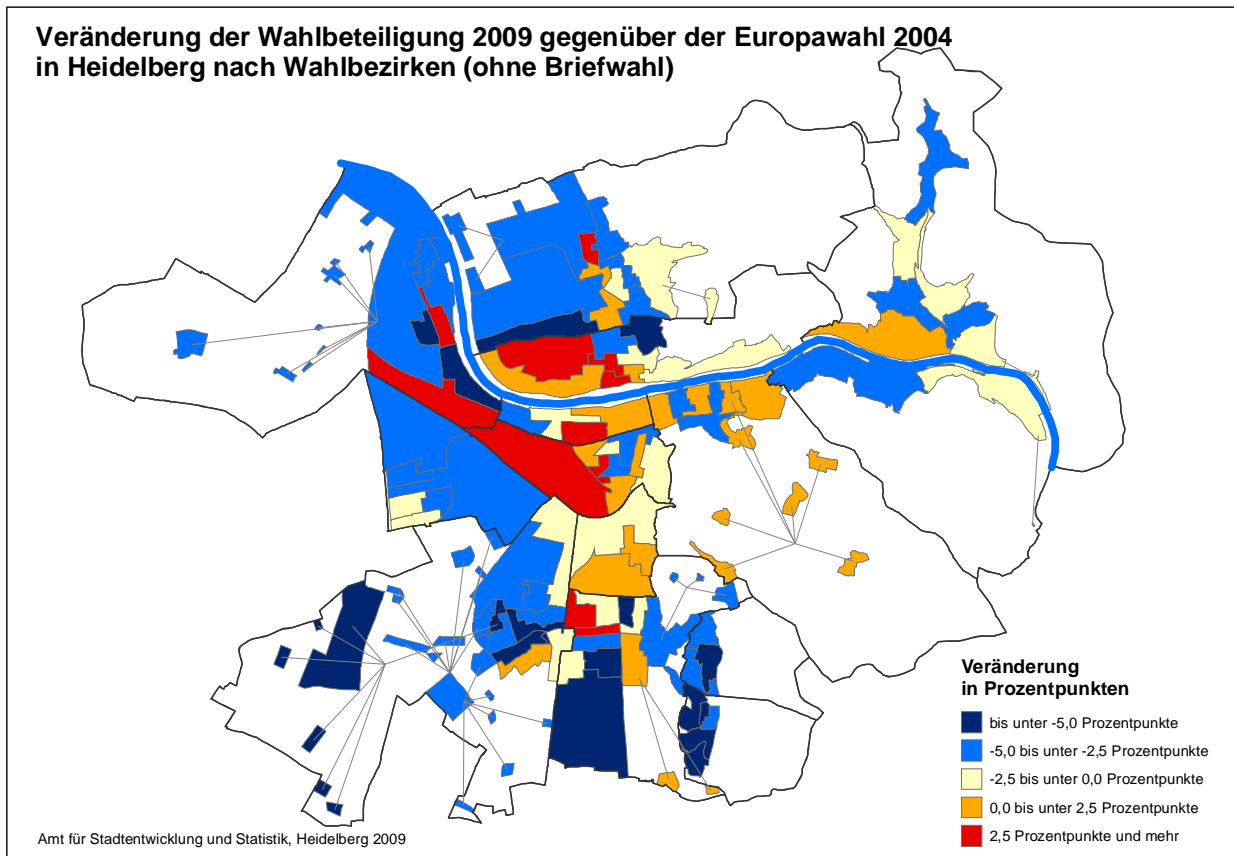 Veränderung der Wahlbeteiligung 2009 gegenüber der Europawahl 2004
in Heidelberg nach Wahlbezirken (ohne Briefwahl)
Veränderung
in Prozentpunkten
bis unter -5,0 Prozentpunkte
-5,0 bis unter -2,5 Prozentpunkte
-2,5 bis unter 0,0 Prozentpunkte
0,0 bis unter 2,5 Prozentpunkte
2,5 Prozentpunkte und mehr
Amt für Stadtentwicklung und Statistik, Heidelberg 2009